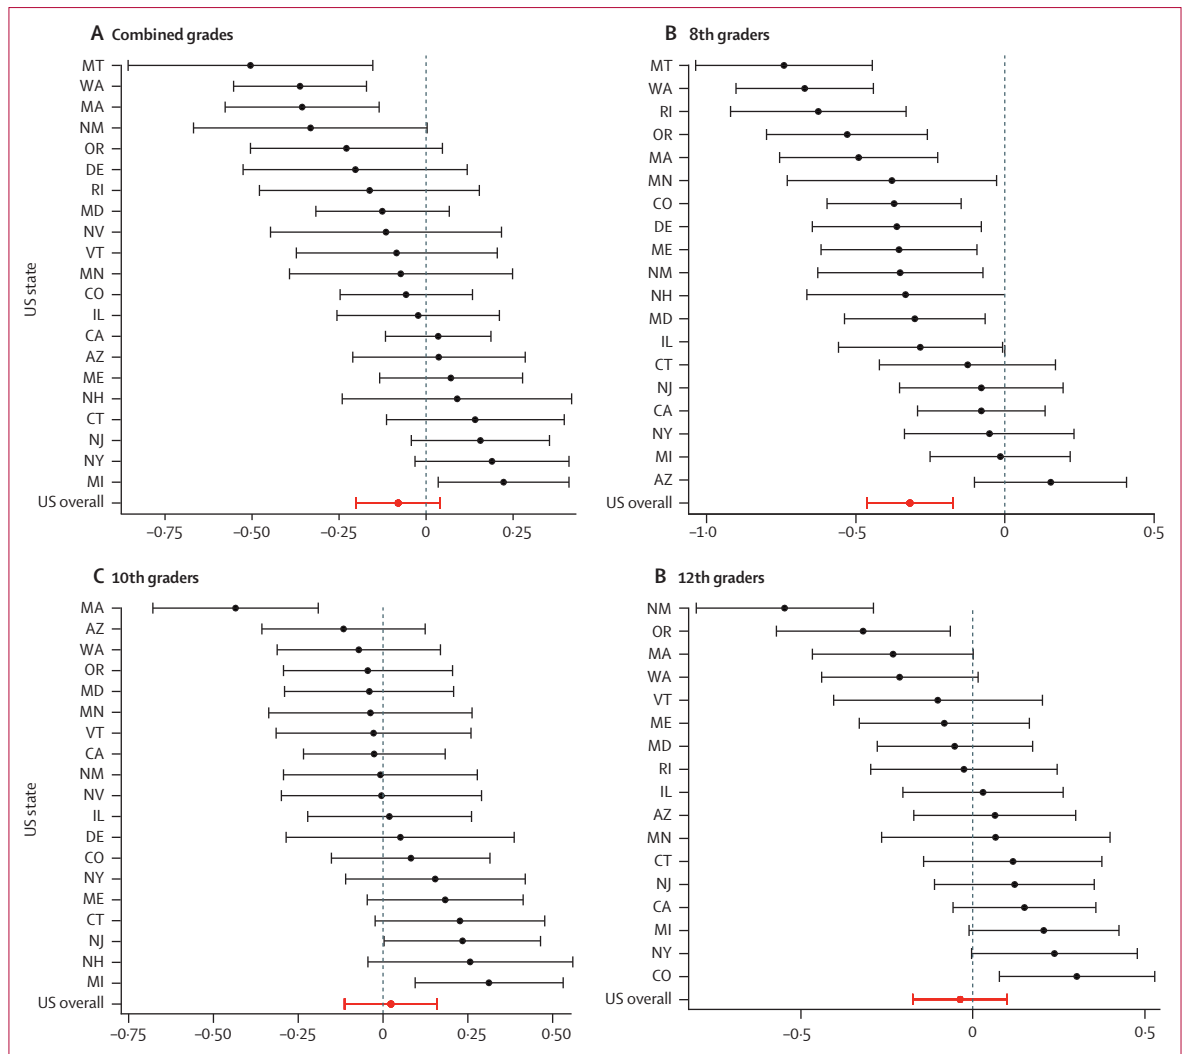 A Combined grades
MT
WA
MA
NM
OR
DE
RI
MD
NV
VT
MN
CO
IL
CA
AZ
ME
NH
CT
NJ
NY
MI
US overall
US state
–0·75
–0·50
–0·25
0
0·25
B 8th graders
MT
WA
RI
OR
MA
MN
CO
DE
ME
NM
NH
MD
IL
CT
NJ
CA
NY
MI
AZ
US overall
–1·0
–0·5
0
0·5
C 10th graders
MA
AZ
WA
OR
MD
MN
VT
CA
NM
NV
IL
DE
CO
NY
ME
CT
NJ
NH
MI
US overall
US state
–0·75
–0·50
–0·25
0
0·25
0·50
B 12th graders
NM
OR
MA
WA
VT
ME
MD
RI
IL
AZ
MN
CT
NJ
CA
MI
NY
CO
US overall
–0·5
0
0·5